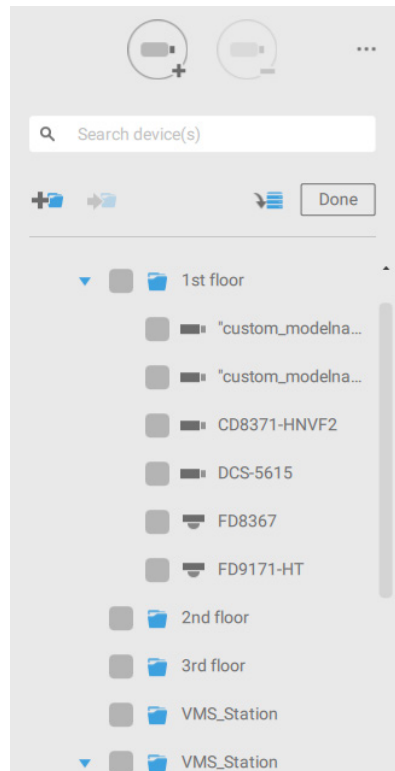 Search device(s)
Done
1st floor
"custom_modelna...
"custom_modelna...
CD8371-HNVF2
DCS-5615
FD8367
FD9171-HT
2nd floor
3rd floor
VMS_Station
VMS_Station